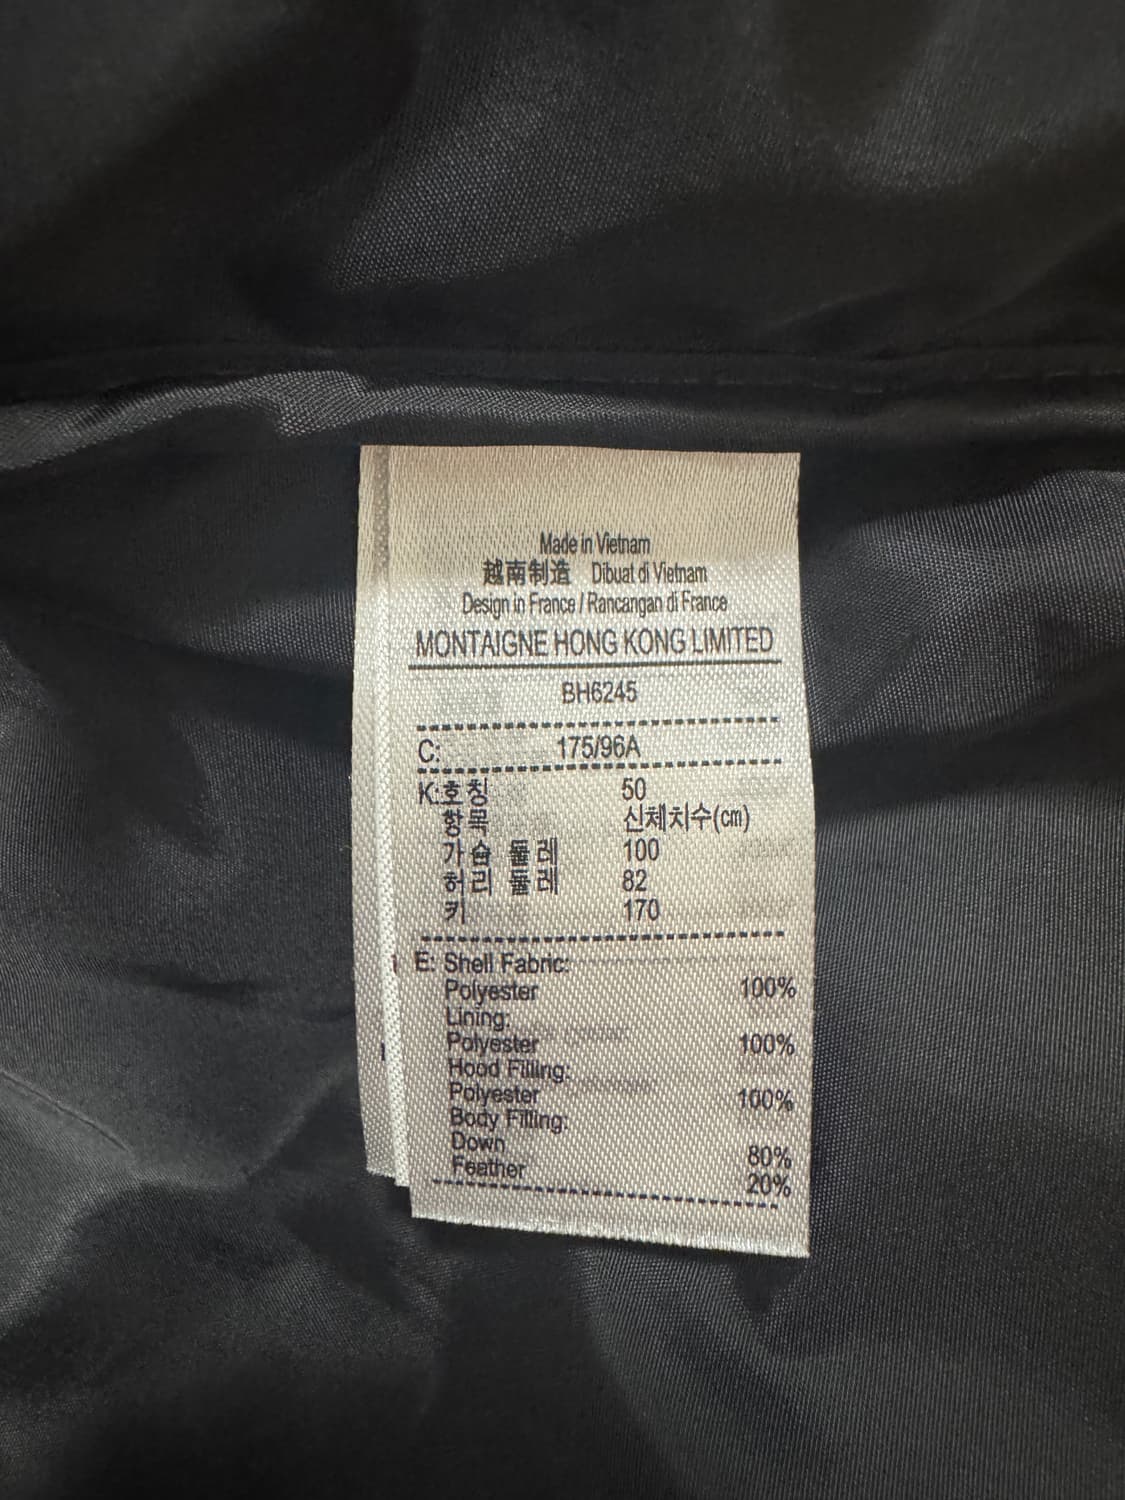 Made in Vietnam
越南制造 Dibuat di Vietnam
Design in France / Rancangan di France
MONTAIGNE HONG KONG LIMITED
BH6245
C: 175/96A
K:호칭 50
항목 신체치수(cm)
가슴 둘레 100
허리 둘레 82
키 170
E: Shell Fabric:
Polyester 100%
Lining:
Polyester 100%
Hood Filling:
Polyester 100%
Body Filling:
Down 80%
Feather 20%